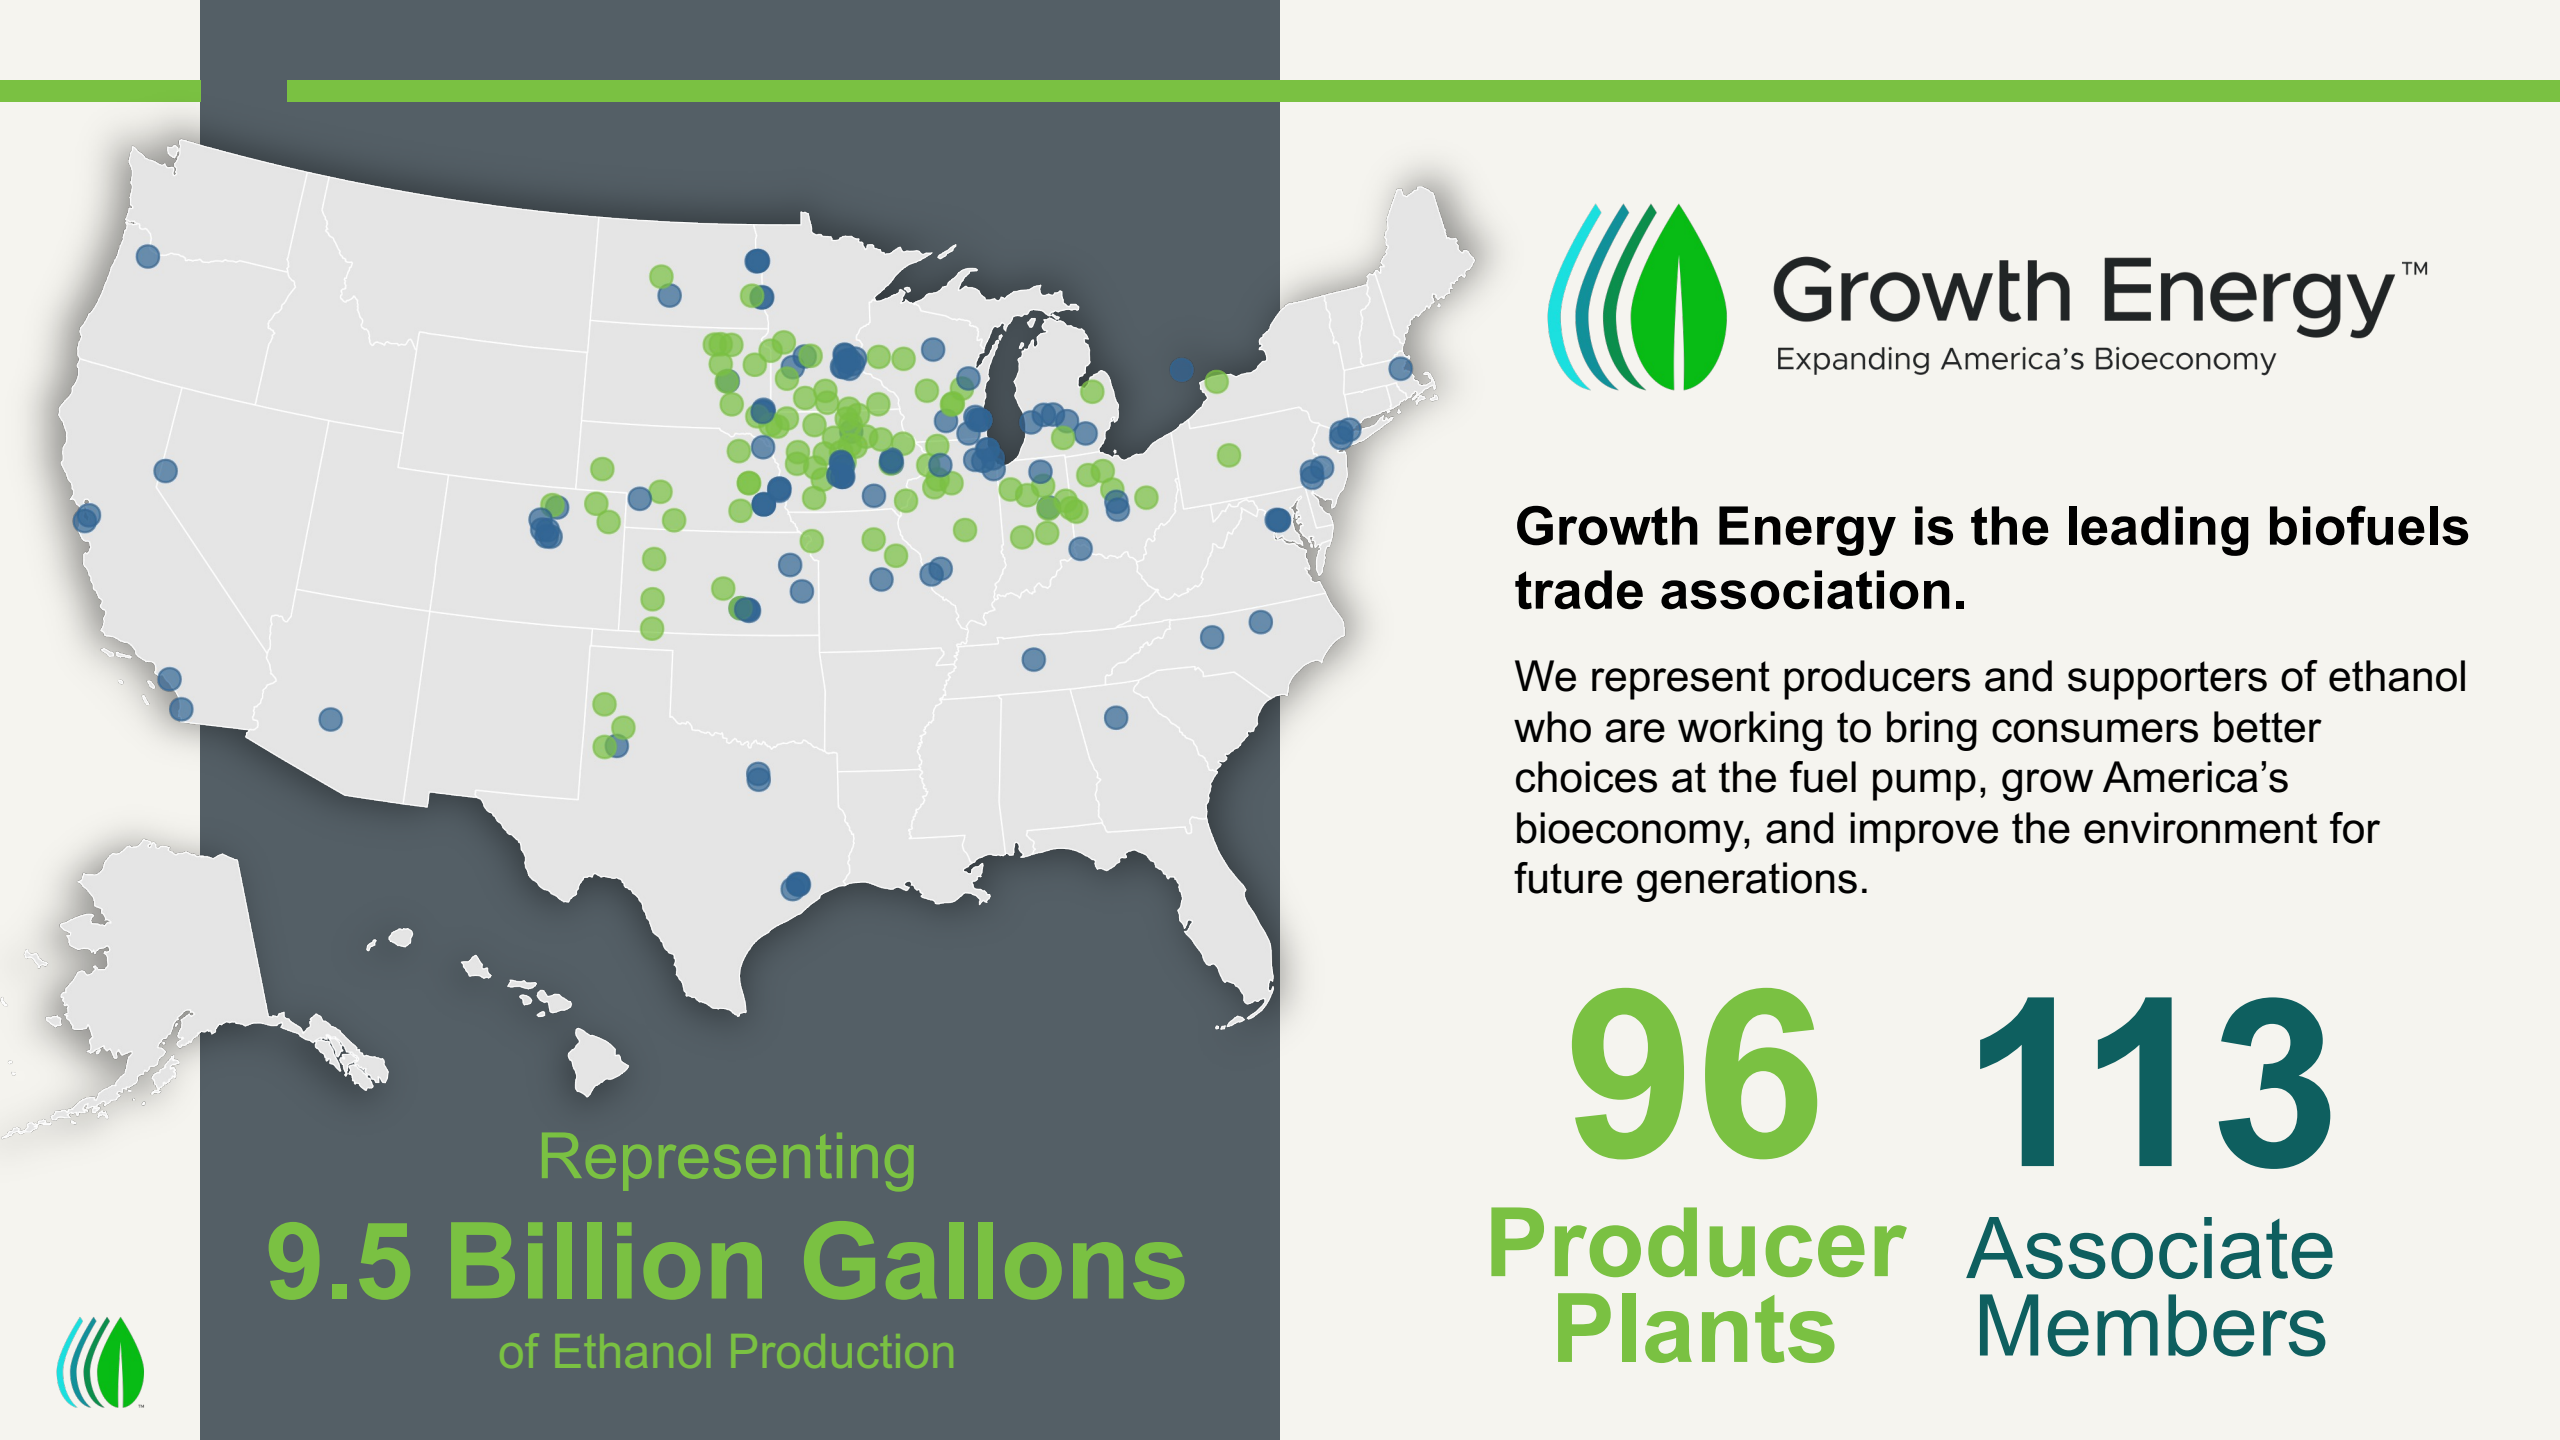 Growth Energy™
Expanding America’s Bioeconomy
Growth Energy is the leading biofuels
trade association.
We represent producers and supporters of ethanol
who are working to bring consumers better
choices at the fuel pump, grow America’s
bioeconomy, and improve the environment for
future generations.
96
Producer
Plants
113
Associate
Members
Representing
9.5 Billion Gallons
of Ethanol Production
™